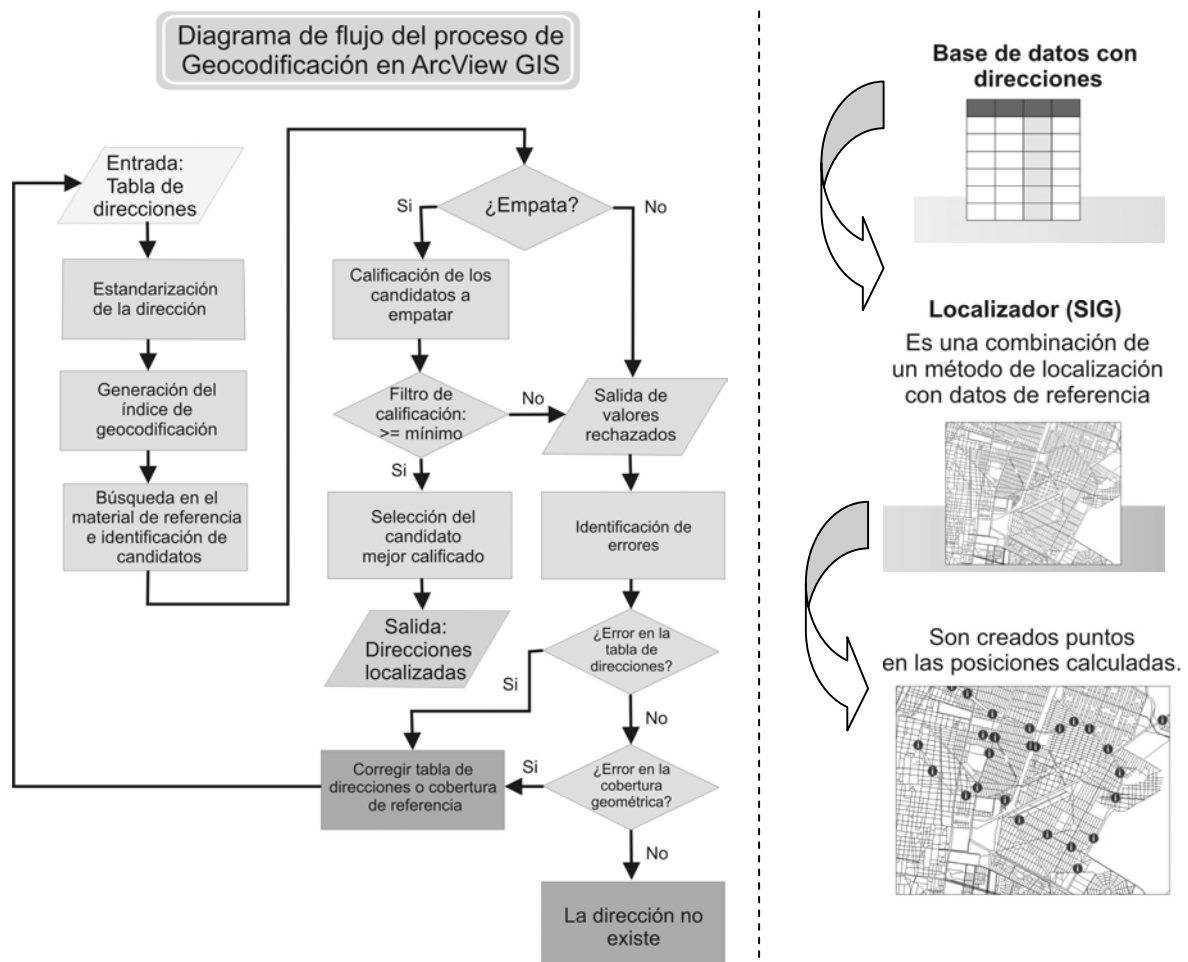 Diagrama de flujo del proceso de
Geocodificación en ArcView GIS
Entrada:
Tabla de
direcciones
Estandarización
de la dirección
Generación del
índice de
geocodificación
Búsqueda en el
material de referencia
e identificación de
candidatos
¿Empata?
Si
No
Calificación de los
candidatos a
empatar
Filtro de
calificación:
>= mínimo
No
Si
Salida de
valores
rechazados
Selección del
candidato
mejor calificado
Identificación de
errores
Salida:
Direcciones
localizadas
¿Error en la
tabla de
direcciones?
Si
No
Corregir tabla de
direcciones o cobertura
de referencia
Si
¿Error en la
cobertura
geométrica?
No
La dirección no
existe
Base de datos con
direcciones
Localizador (SIG)
Es una combinación de
un método de localización
con datos de referencia
Son creados puntos
en las posiciones calculadas.